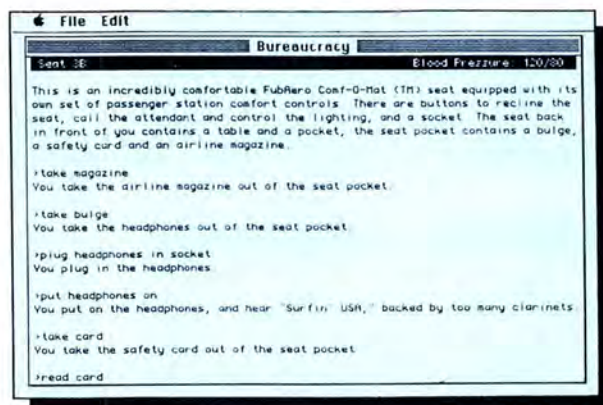 File Edit
Bureaucracy
Seat 3B Blood Prezzure: 120/80
This is an incredibly comfortable FubAero Comf-O-Mat (TM) seat equipped with its
own set of passenger station comfort controls. There are buttons to recline the
seat, call the attendant and control the lighting, and a socket. The seat back
in front of you contains a table and a pocket, the seat pocket contains a bulge,
a safety card and an airline magazine.
>take magazine
You take the airline magazine out of the seat pocket.
>take bulge
You take the headphones out of the seat pocket.
>plug headphones in socket
You plug in the headphones.
>put headphones on
You put on the headphones, and hear "Surfin' USA," backed by too many clarinets.
>take card
You take the safety card out of the seat pocket.
>read card